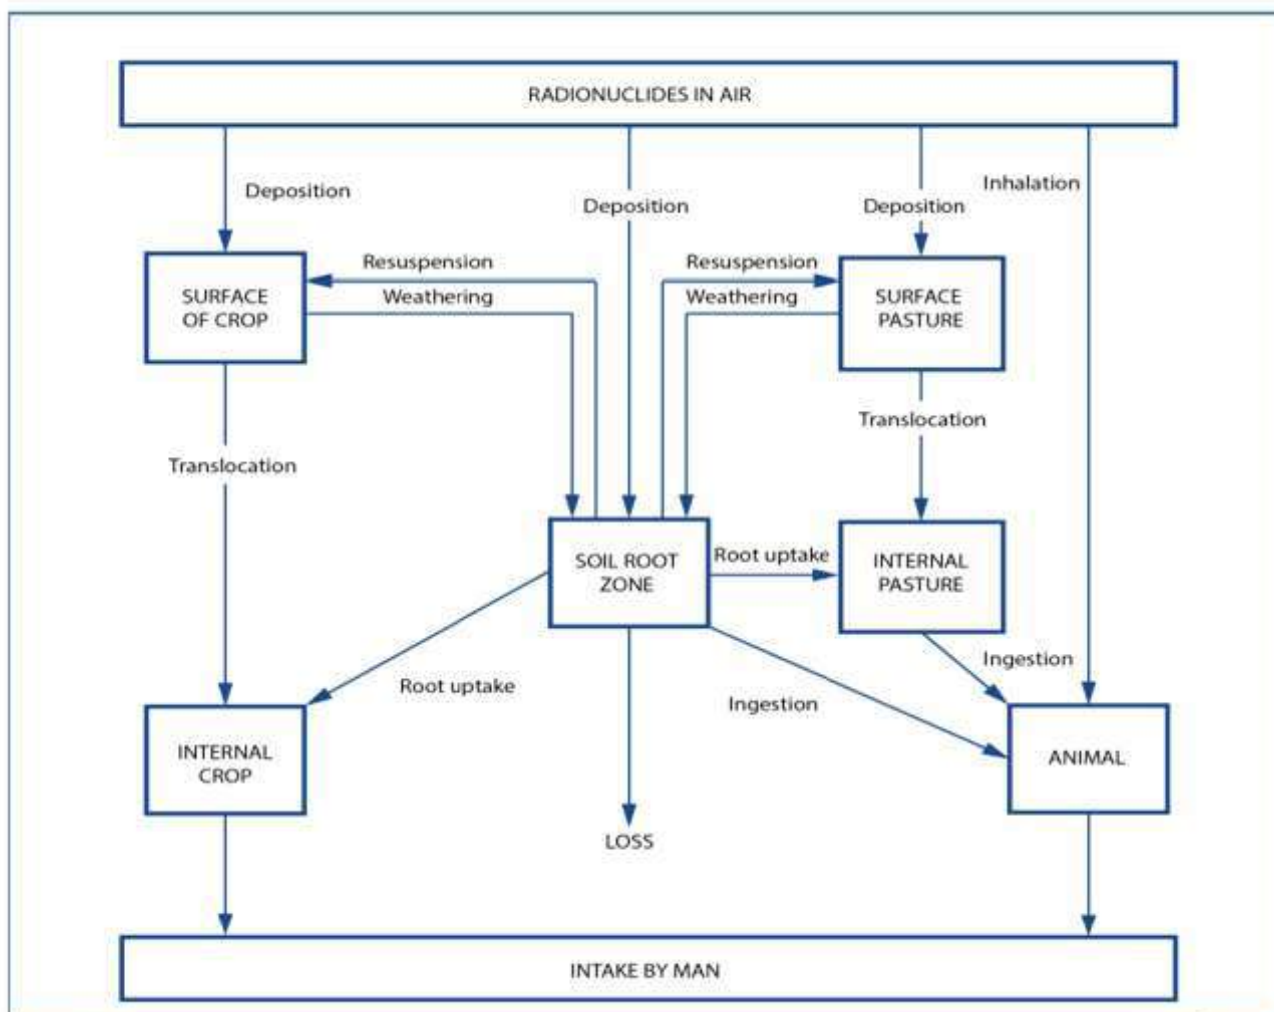 RADIONUCLIDES IN AIR
Deposition
Deposition
Deposition
Inhalation
Resuspension
Weathering
Resuspension
Weathering
SURFACE
OF CROP
SURFACE
PASTURE
Translocation
Translocation
SOIL ROOT
ZONE
Root uptake
INTERNAL
PASTURE
Root uptake
Ingestion
Ingestion
INTERNAL
CROP
ANIMAL
LOSS
INTAKE BY MAN